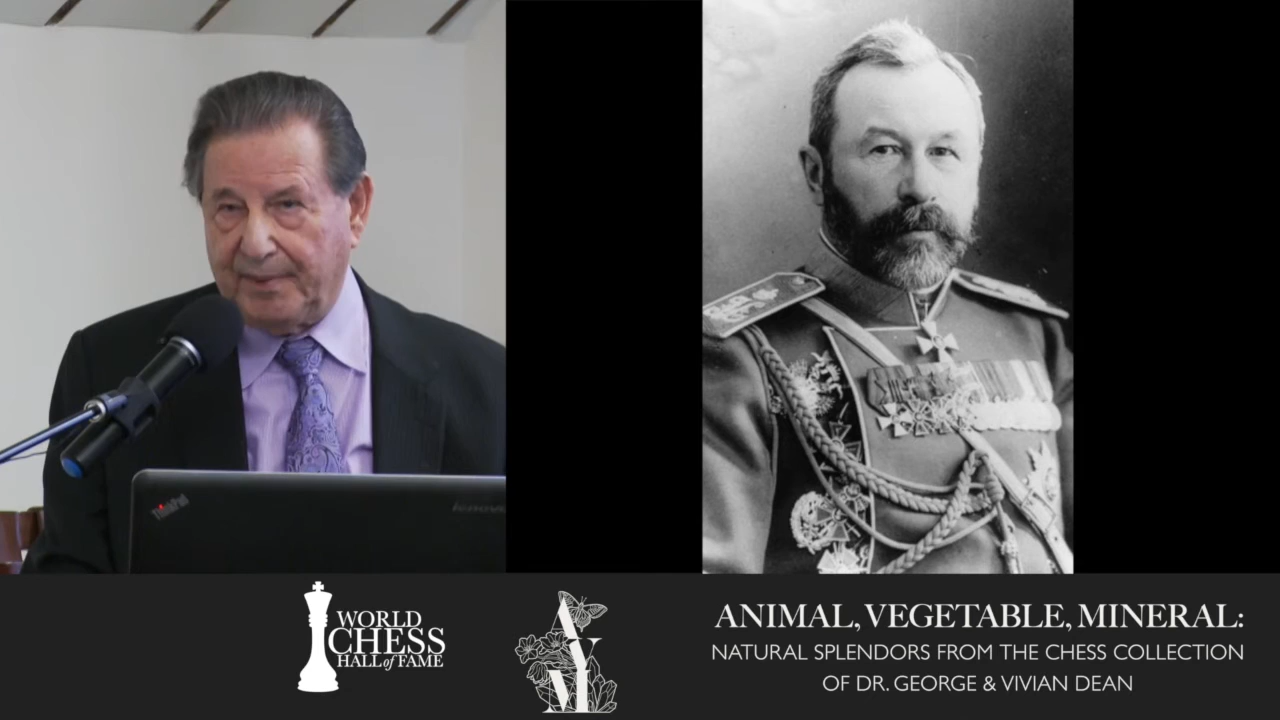 ThinkPad
lenovo
WORLD
CHESS
HALL of FAME
AVM
ANIMAL, VEGETABLE, MINERAL:
NATURAL SPLENDORS FROM THE CHESS COLLECTION
OF DR. GEORGE & VIVIAN DEAN